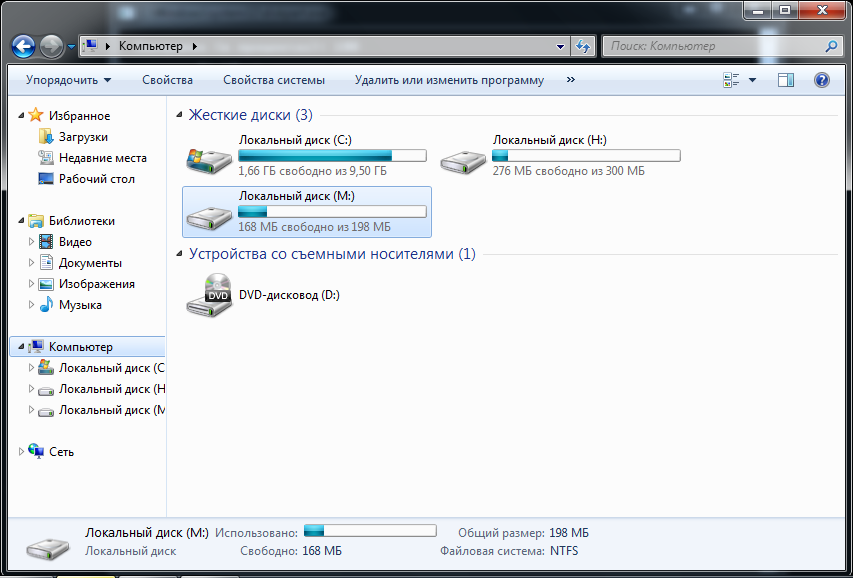 Компьютер
Поиск: Компьютер
Упорядочить Свойства Свойства системы Удалить или изменить программу »
Избранное
Загрузки
Недавние места
Рабочий стол
Библиотеки
Видео
Документы
Изображения
Музыка
Компьютер
Локальный диск (C
Локальный диск (H
Локальный диск (M
Сеть
Жесткие диски (3)
Локальный диск (C:)
1,66 ГБ свободно из 9,50 ГБ
Локальный диск (H:)
276 МБ свободно из 300 МБ
Локальный диск (M:)
168 МБ свободно из 198 МБ
Устройства со съемными носителями (1)
DVD
DVD-дисковод (D:)
Локальный диск (M:) Использовано: Общий размер: 198 МБ
Локальный диск Свободно: 168 МБ Файловая система: NTFS